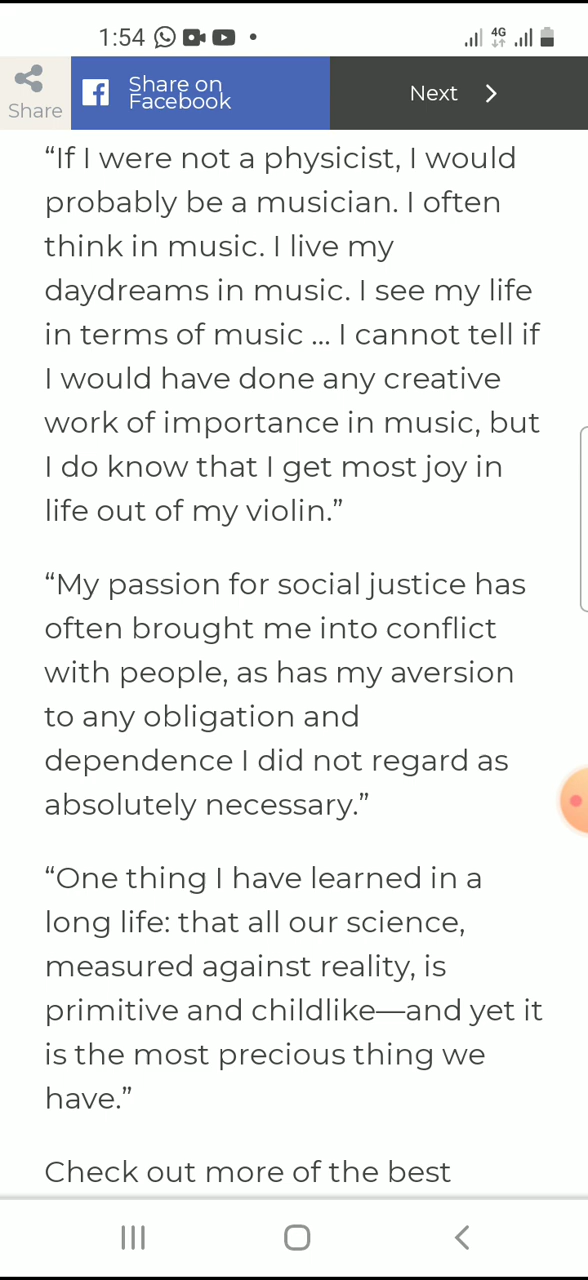 1:54
4G
Share
Share on
Facebook
Next
“If I were not a physicist, I would
probably be a musician. I often
think in music. I live my
daydreams in music. I see my life
in terms of music ... I cannot tell if
I would have done any creative
work of importance in music, but
I do know that I get most joy in
life out of my violin.”
“My passion for social justice has
often brought me into conflict
with people, as has my aversion
to any obligation and
dependence I did not regard as
absolutely necessary.”
“One thing I have learned in a
long life: that all our science,
measured against reality, is
primitive and childlike—and yet it
is the most precious thing we
have.”
Check out more of the best